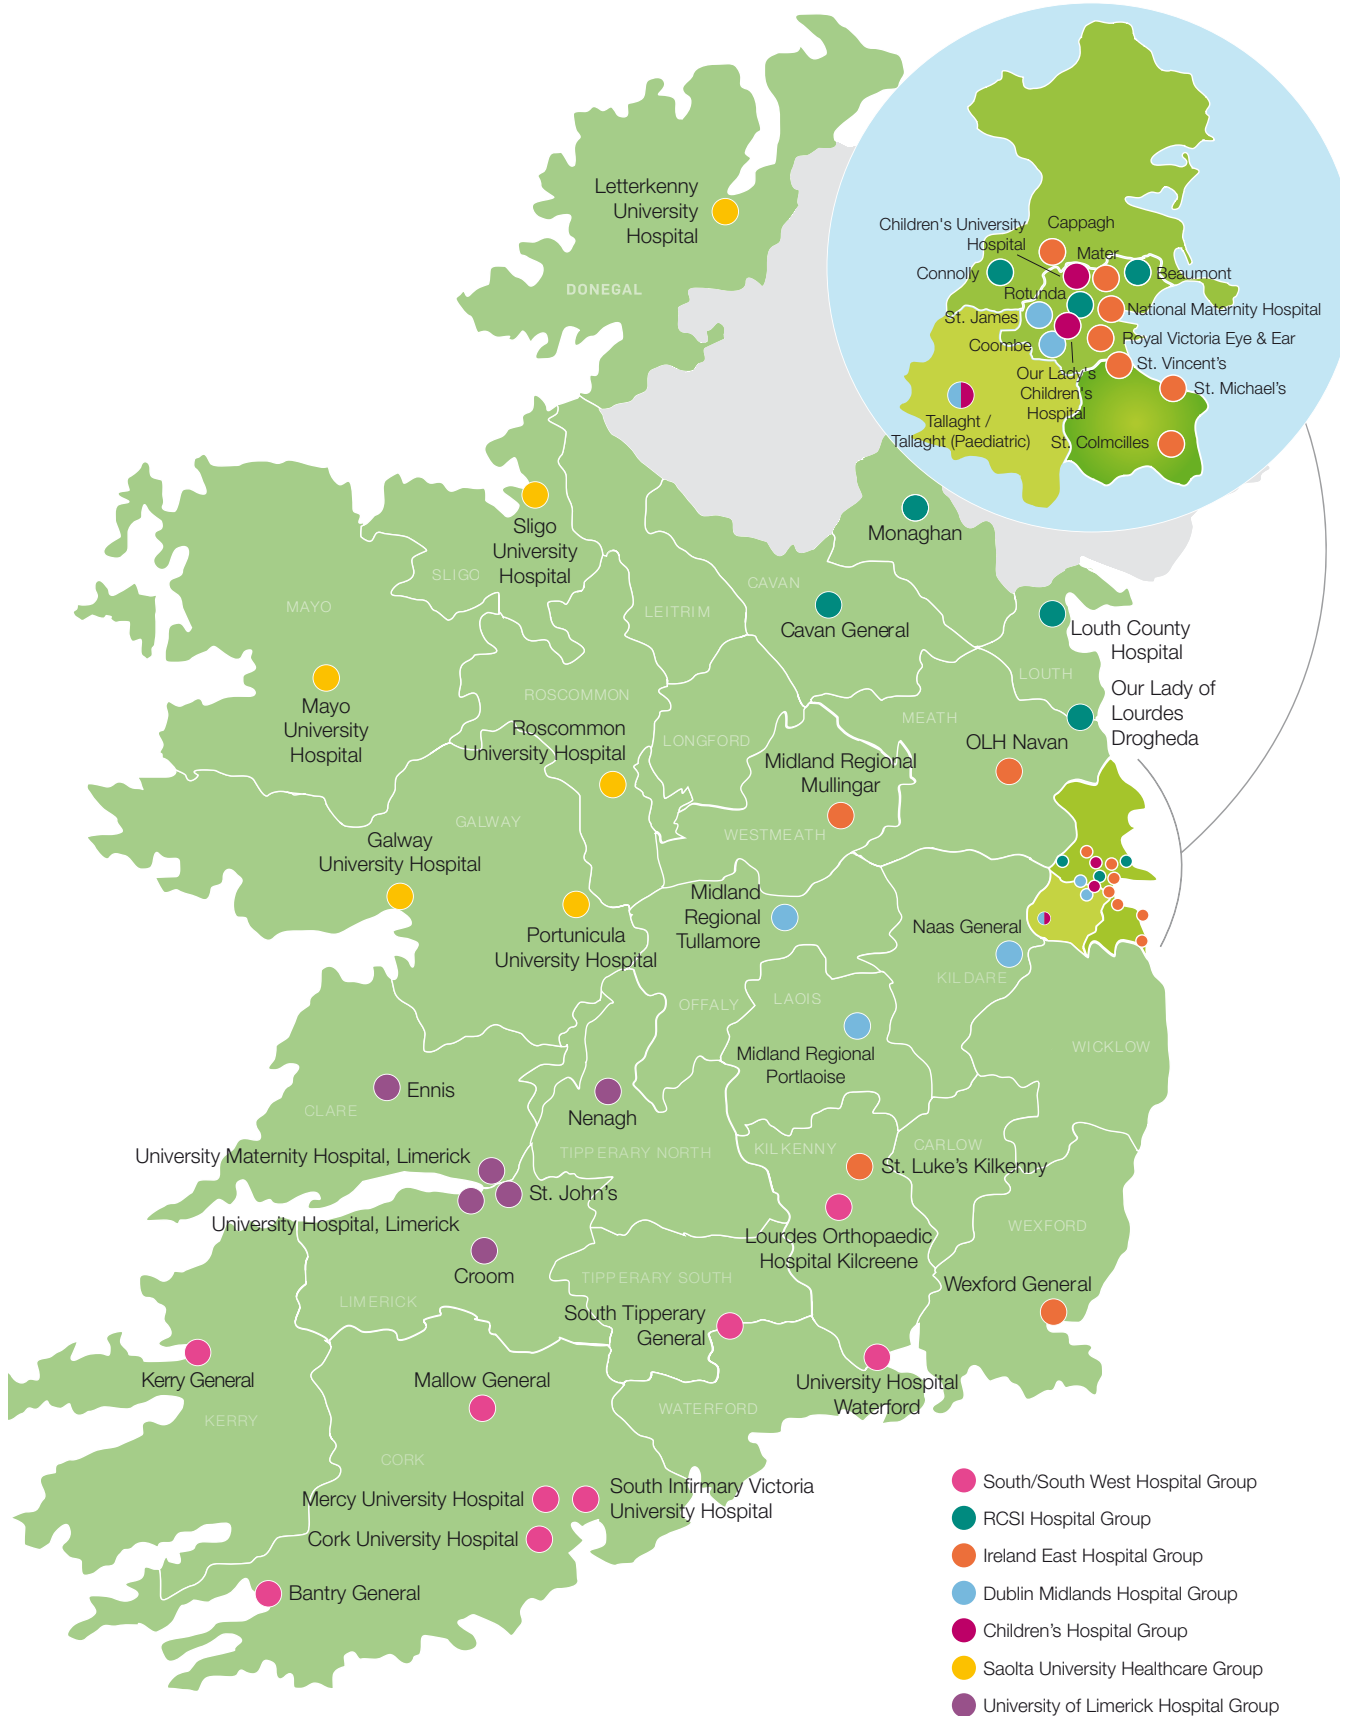 Letterkenny
University
Hospital
DONEGAL
Children's University
Hospital
Cappagh
Mater
Connolly
Beaumont
Rotunda
St. James
National Maternity Hospital
Coombe
Royal Victoria Eye & Ear
St. Vincent's
Our Lady's
Children's
Hospital
St. Michael's
Tallaght /
Tallaght (Paediatric)
St. Colmcilles
Sligo
University
Hospital
SLIGO
Monaghan
MAYO
LEITRIM
CAVAN
Cavan General
Louth County
Hospital
LOUTH
Mayo
University
Hospital
ROSCOMMON
Roscommon
University Hospital
LONGFORD
MEATH
Our Lady of
Lourdes
Drogheda
OLH Navan
Midland Regional
Mullingar
WESTMEATH
GALWAY
Galway
University Hospital
Portunicula
University Hospital
Midland
Regional
Tullamore
Naas General
KILDARE
OFFALY
LAOIS
Midland Regional
Portlaoise
WICKLOW
Ennis
CLARE
Nenagh
TIPPERARY NORTH
KILKENNY
CARLOW
University Maternity Hospital, Limerick
St. John's
St. Luke's Kilkenny
University Hospital, Limerick
Lourdes Orthopaedic
Hospital Kilcreene
WEXFORD
Croom
LIMERICK
TIPPERARY SOUTH
South Tipperary
General
Wexford General
Kerry General
KERRY
Mallow General
University Hospital
Waterford
WATERFORD
CORK
Mercy University Hospital
South Infirmary Victoria
University Hospital
Cork University Hospital
Bantry General
South/South West Hospital Group
RCSI Hospital Group
Ireland East Hospital Group
Dublin Midlands Hospital Group
Children's Hospital Group
Saolta University Healthcare Group
University of Limerick Hospital Group